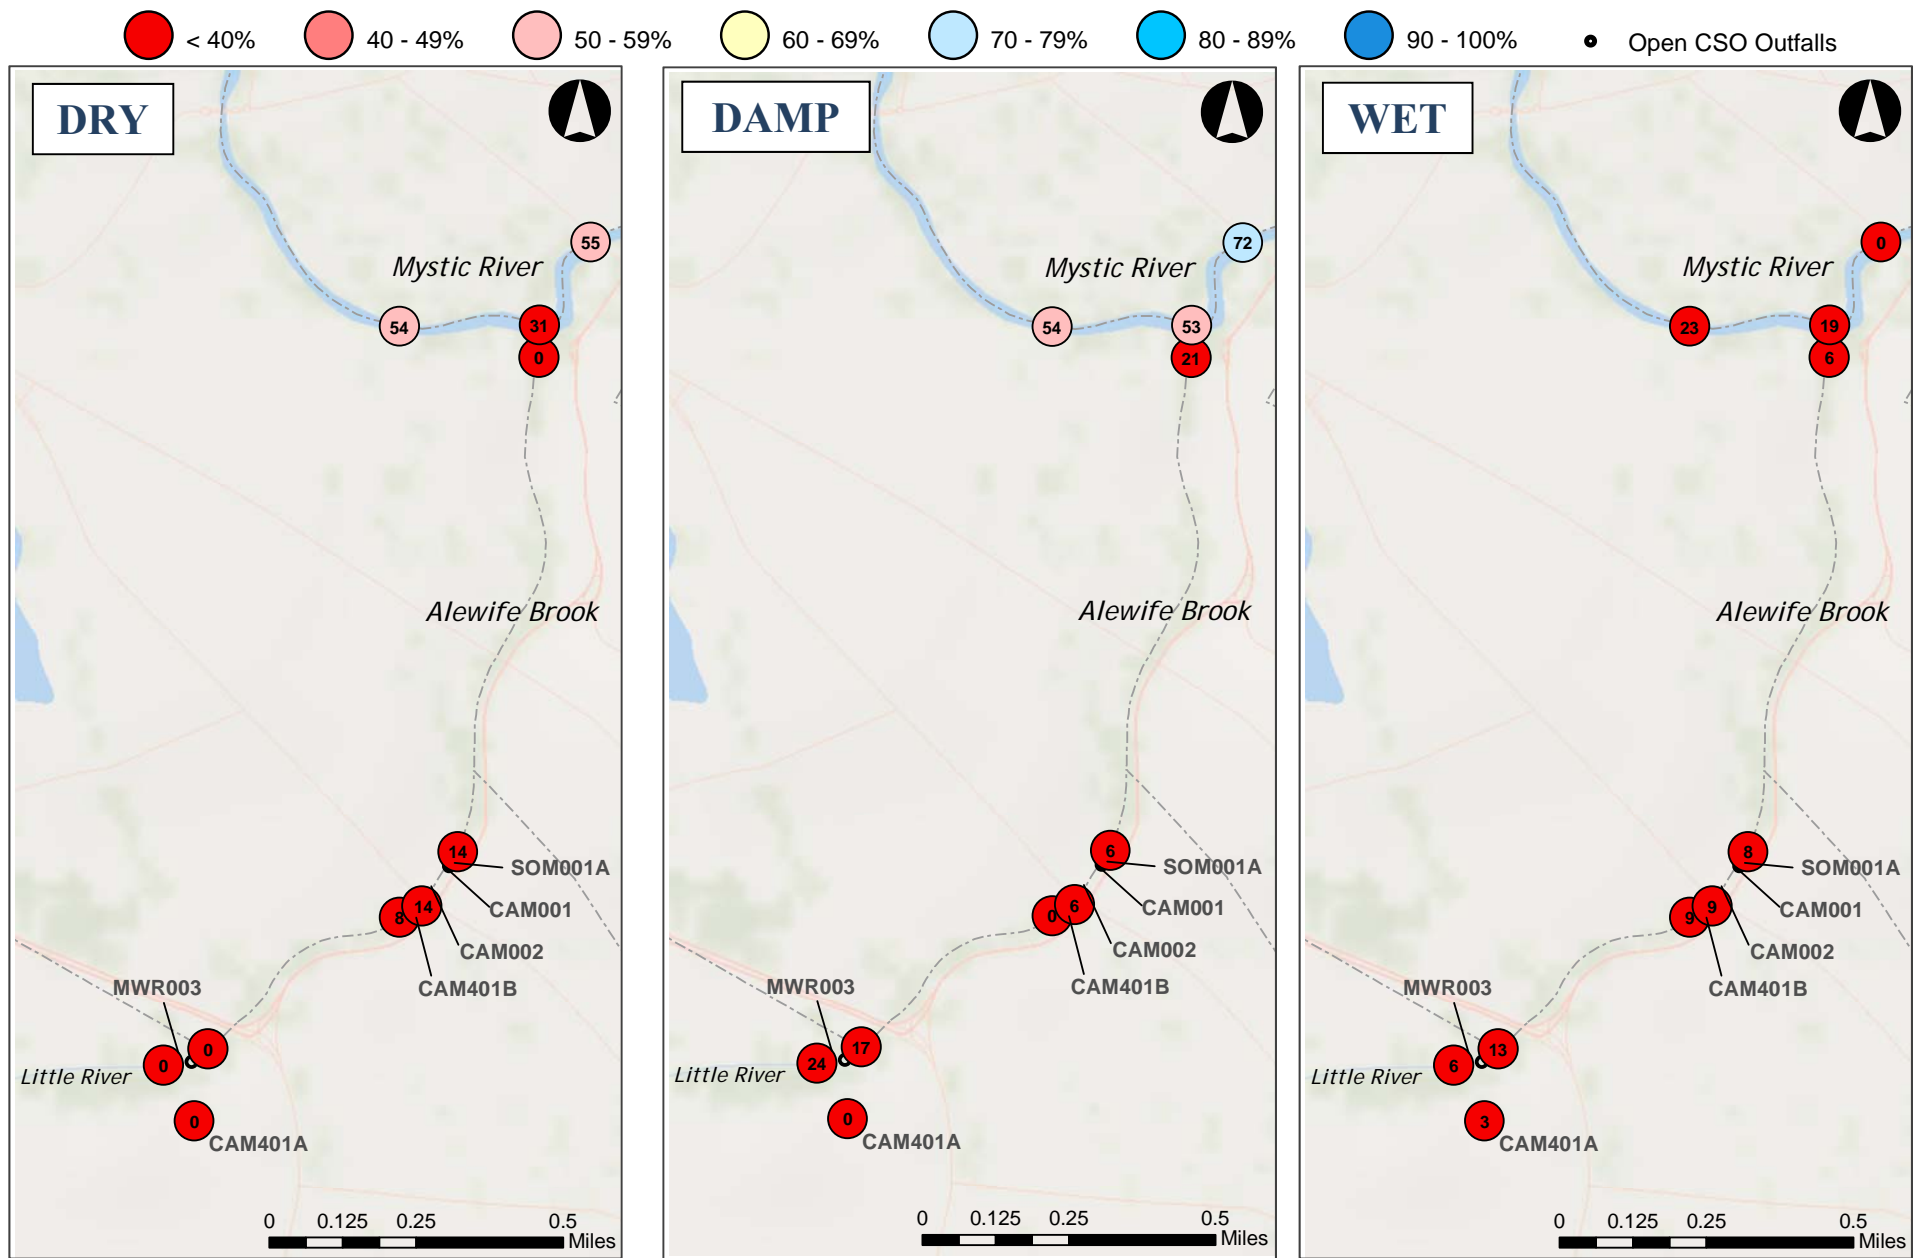 < 40%
40 - 49%
50 - 59%
60 - 69%
70 - 79%
80 - 89%
90 - 100%
Open CSO Outfalls
DRY
55
Mystic River
54
31
0
Alewife Brook
14
SOM001A
8
14
CAM001
CAM002
MWR003
CAM401B
0
0
Little River
0
CAM401A
0 0.125 0.25 0.5
Miles
DAMP
72
Mystic River
54
53
21
Alewife Brook
6
SOM001A
0
6
CAM001
CAM002
MWR003
CAM401B
17
24
Little River
0
CAM401A
0 0.125 0.25 0.5
Miles
WET
0
Mystic River
23
19
6
Alewife Brook
8
SOM001A
9
9
CAM001
CAM002
MWR003
CAM401B
13
6
Little River
3
CAM401A
0 0.125 0.25 0.5
Miles